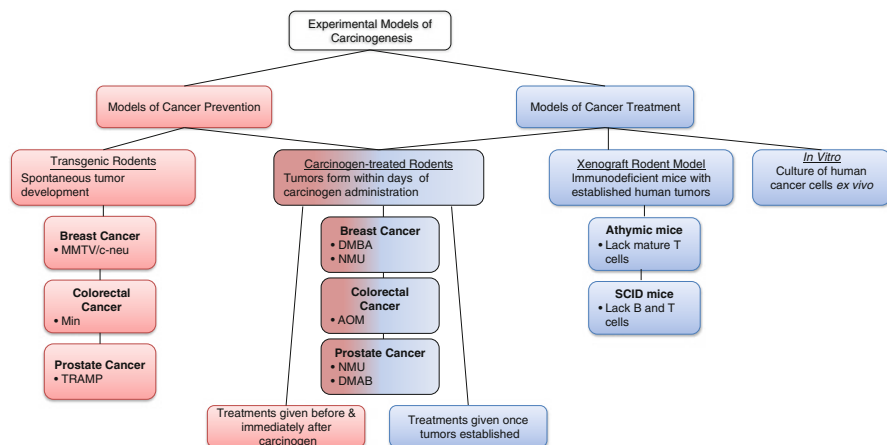 Experimental Models of
Carcinogenesis
Models of Cancer Prevention
Models of Cancer Treatment
Transgenic Rodents
Spontaneous tumor
development
Carcinogen-treated Rodents
Tumors form within days of
carcinogen administration
Xenograft Rodent Model
Immunodeficient mice with
established human tumors
In Vitro
Culture of human
cancer cells ex vivo
Breast Cancer
• MMTV/c-neu
Colorectal
Cancer
• Min
Prostate Cancer
• TRAMP
Breast Cancer
• DMBA
• NMU
Colorectal
Cancer
• AOM
Prostate Cancer
• NMU
• DMAB
Athymic mice
• Lack mature T
cells
SCID mice
• Lack B and T
cells
Treatments given before &
immediately after
carcinogen
Treatments given once
tumors established